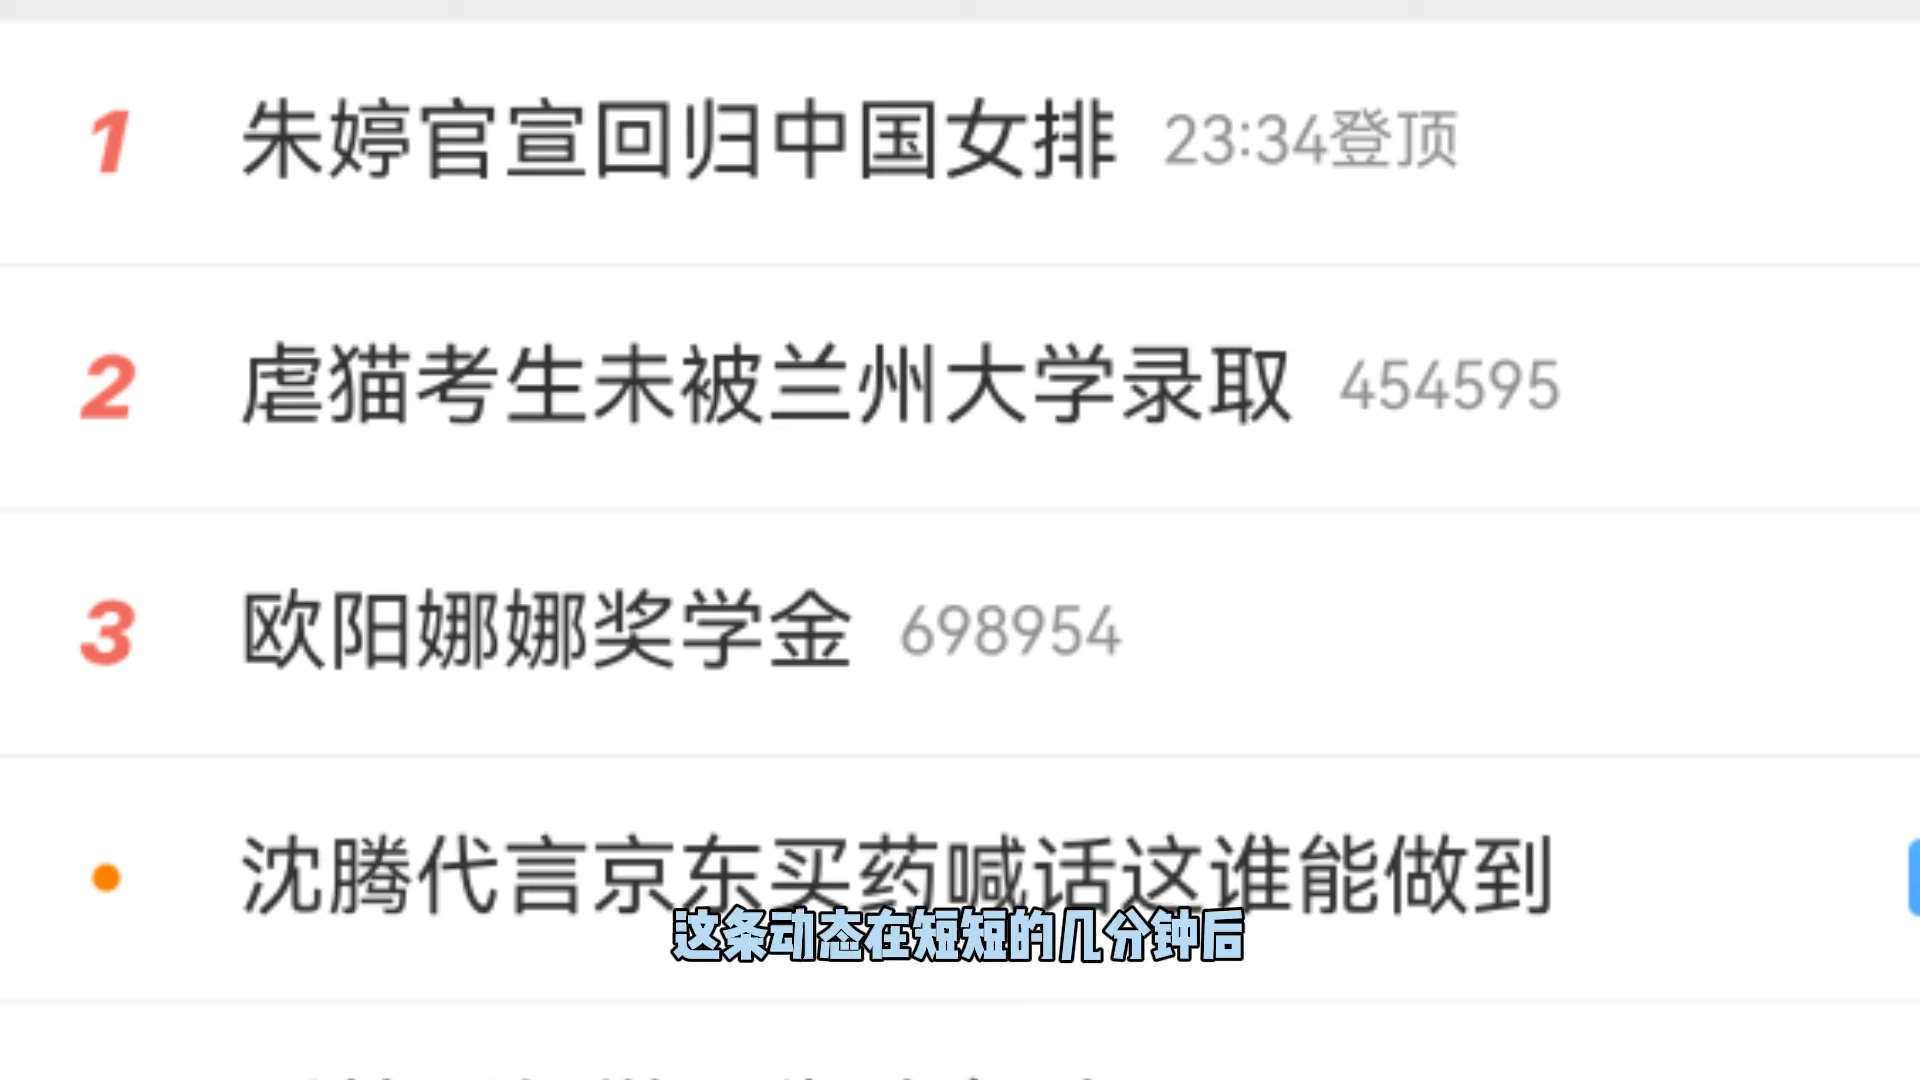 1 朱婷官宣回归中国女排 23:34登顶
2 虐猫考生未被兰州大学录取 454595
3 欧阳娜娜奖学金 698954
沈腾代言京东买药喊话这谁能做到
这条动态在短短的几分钟后